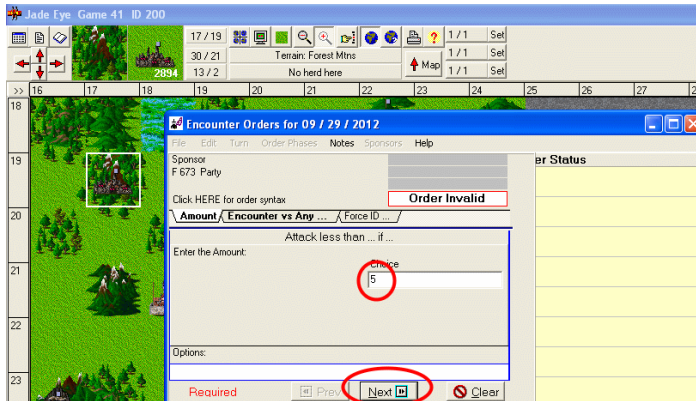 Jade Eye Game 41 ID 200
17 / 19
1 / 1 Set
30 / 21
Terrain: Forest Mtns
Map
1 / 1 Set
2894
13 / 2
No herd here
1 / 1 Set
>> 16 17 18 19 20 21 22 23 24 25 26 27
18
Encounter Orders for 09 / 29 / 2012
File Edit Turn Order Phases Notes Sponsors Help
19
Sponsor
er Status
F 673 Party
Click HERE for order syntax
Order Invalid
20
Amount Encounter vs Any ... Force ID ...
Attack less than ... if ...
Enter the Amount:
Choice
21
5
22
Options:
23
Required
Prev
Next
Clear